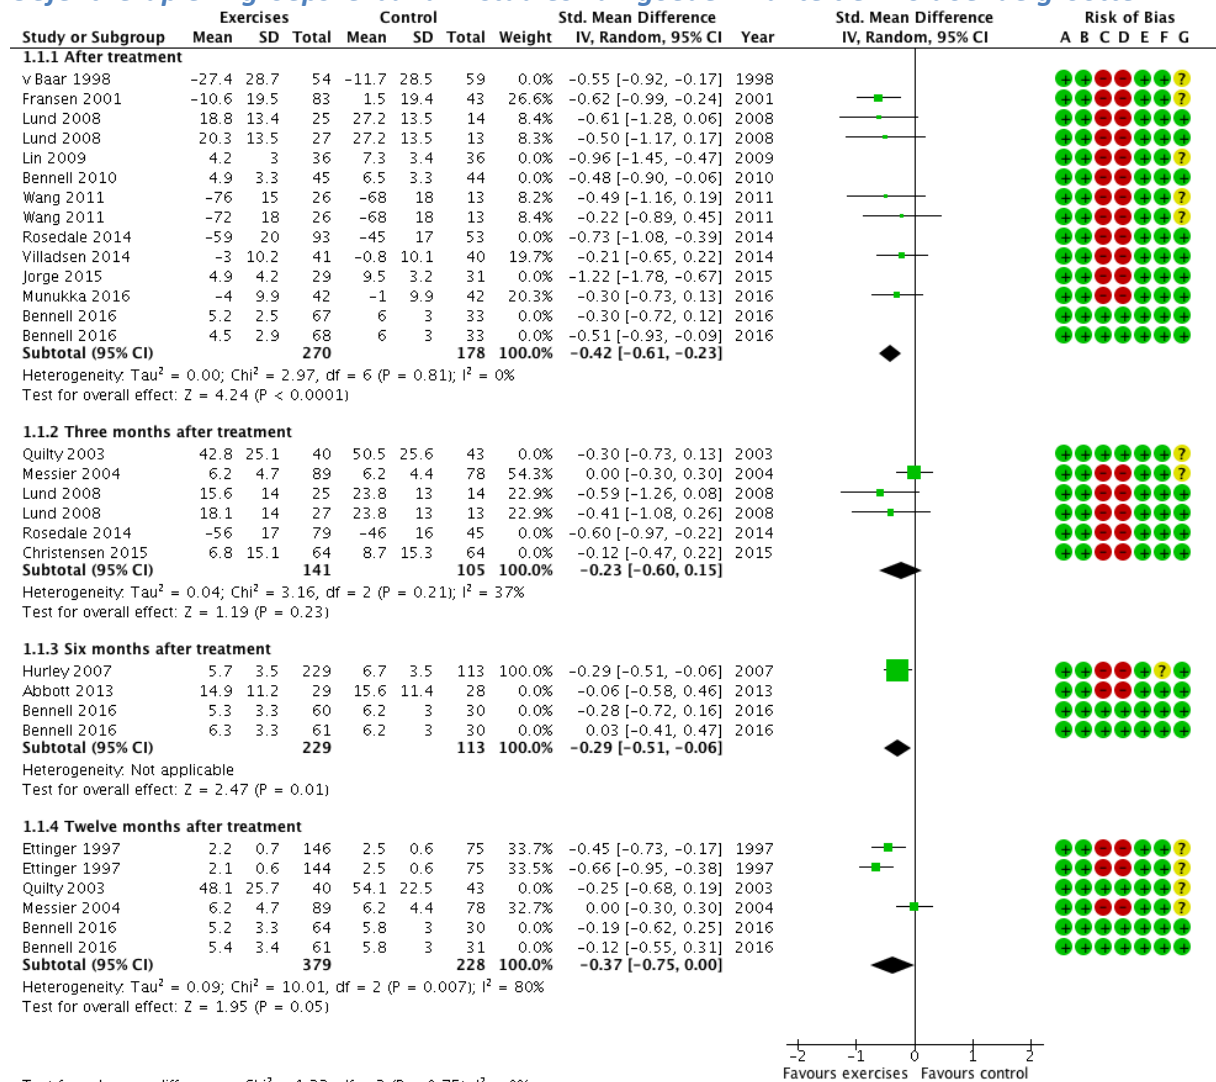 Exercises Control Std. Mean Difference Std. Mean Difference Risk of Bias
Study or Subgroup Mean SD Total Mean SD Total Weight IV, Random, 95% CI Year IV, Random, 95% CI A B C D E F G
1.1.1 After treatment
v Baar 1998 -27.4 28.7 54 -11.7 28.5 59 0.0% -0.55 [-0.92, -0.17] 1998 + + - - + + ?
Fransen 2001 -10.6 19.5 83 1.5 19.4 43 26.6% -0.62 [-0.99, -0.24] 2001 + + - - + + ?
Lund 2008 18.8 13.4 25 27.2 13.5 14 8.4% -0.61 [-1.28, 0.06] 2008 + + - - + + +
Lund 2008 20.3 13.5 27 27.2 13.5 13 8.3% -0.50 [-1.17, 0.17] 2008 + + - - + + +
Lin 2009 4.2 3 36 7.3 3.4 36 0.0% -0.96 [-1.45, -0.47] 2009 + + - - + + ?
Bennell 2010 4.9 3.3 45 6.5 3.3 44 0.0% -0.48 [-0.90, -0.06] 2010 + + - - + + +
Wang 2011 -76 15 26 -68 18 13 8.2% -0.49 [-1.16, 0.19] 2011 + + - - + + ?
Wang 2011 -72 18 26 -68 18 13 8.4% -0.22 [-0.89, 0.45] 2011 + + - - + + ?
Rosedale 2014 -59 20 93 -45 17 53 0.0% -0.73 [-1.08, -0.39] 2014 + + - - + + +
Villadsen 2014 -3 10.2 41 -0.8 10.1 40 19.7% -0.21 [-0.65, 0.22] 2014 + + - - + + +
Jorge 2015 4.9 4.2 29 9.5 3.2 31 0.0% -1.22 [-1.78, -0.67] 2015 + + - - + + +
Munukka 2016 -4 9.9 42 -1 9.9 42 20.3% -0.30 [-0.73, 0.13] 2016 + + - - + + +
Bennell 2016 5.2 2.5 67 6 3 33 0.0% -0.30 [-0.72, 0.12] 2016 + + + + + + +
Bennell 2016 4.5 2.9 68 6 3 33 0.0% -0.51 [-0.93, -0.09] 2016 + + + + + + +
Subtotal (95% CI) 270 178 100.0% -0.42 [-0.61, -0.23]
Heterogeneity: Tau² = 0.00; Chi² = 2.97, df = 6 (P = 0.81); I² = 0%
Test for overall effect: Z = 4.24 (P < 0.0001)
1.1.2 Three months after treatment
Quilty 2003 42.8 25.1 40 50.5 25.6 43 0.0% -0.30 [-0.73, 0.13] 2003 + + + + + + ?
Messier 2004 6.2 4.7 89 6.2 4.4 78 54.3% 0.00 [-0.30, 0.30] 2004 + + - - + + ?
Lund 2008 15.6 14 25 23.8 13 14 22.9% -0.59 [-1.26, 0.08] 2008 + + - - + + +
Lund 2008 18.1 14 27 23.8 13 13 22.9% -0.41 [-1.08, 0.26] 2008 + + - - + + +
Rosedale 2014 -56 17 79 -46 16 45 0.0% -0.60 [-0.97, -0.22] 2014 + + - - + + +
Christensen 2015 6.8 15.1 64 8.7 15.3 64 0.0% -0.12 [-0.47, 0.22] 2015 + + - - + + +
Subtotal (95% CI) 141 105 100.0% -0.23 [-0.60, 0.15]
Heterogeneity: Tau² = 0.04; Chi² = 3.16, df = 2 (P = 0.21); I² = 37%
Test for overall effect: Z = 1.19 (P = 0.23)
1.1.3 Six months after treatment
Hurley 2007 5.7 3.5 229 6.7 3.5 113 100.0% -0.29 [-0.51, -0.06] 2007 + + - - + ? +
Abbott 2013 14.9 11.2 29 15.6 11.4 28 0.0% -0.06 [-0.58, 0.46] 2013 + + - - + + +
Bennell 2016 5.3 3.3 60 6.2 3 30 0.0% -0.28 [-0.72, 0.16] 2016 + + + + + + +
Bennell 2016 6.3 3.3 61 6.2 3 30 0.0% 0.03 [-0.41, 0.47] 2016 + + + + + + +
Subtotal (95% CI) 229 113 100.0% -0.29 [-0.51, -0.06]
Heterogeneity: Not applicable
Test for overall effect: Z = 2.47 (P = 0.01)
1.1.4 Twelve months after treatment
Ettinger 1997 2.2 0.7 146 2.5 0.6 75 33.7% -0.45 [-0.73, -0.17] 1997 + + - - + + ?
Ettinger 1997 2.1 0.6 144 2.5 0.6 75 33.5% -0.66 [-0.95, -0.38] 1997 + + - - + + ?
Quilty 2003 48.1 25.7 40 54.1 22.5 43 0.0% -0.25 [-0.68, 0.19] 2003 + + + + + + ?
Messier 2004 6.2 4.7 89 6.2 4.4 78 32.7% 0.00 [-0.30, 0.30] 2004 + + - - + + ?
Bennell 2016 5.2 3.3 64 5.8 3 30 0.0% -0.19 [-0.62, 0.25] 2016 + + + + + + +
Bennell 2016 5.4 3.4 61 5.8 3 31 0.0% -0.12 [-0.55, 0.31] 2016 + + + + + + +
Subtotal (95% CI) 379 228 100.0% -0.37 [-0.75, 0.00]
Heterogeneity: Tau² = 0.09; Chi² = 10.01, df = 2 (P = 0.007); I² = 80%
Test for overall effect: Z = 1.95 (P = 0.05)
-2 -1 0 1 2
Favours exercises Favours control